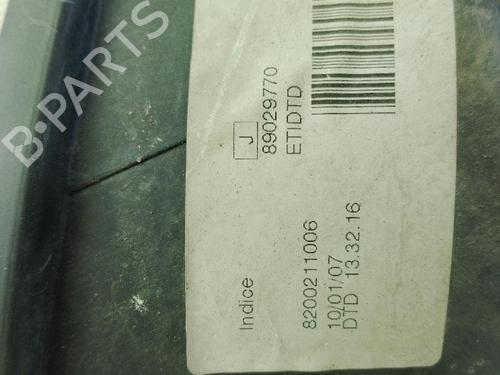 B-PARTS
J 89029770
ETIDTD
Indice
8200211006
10/01/07
DTD 13.32.16